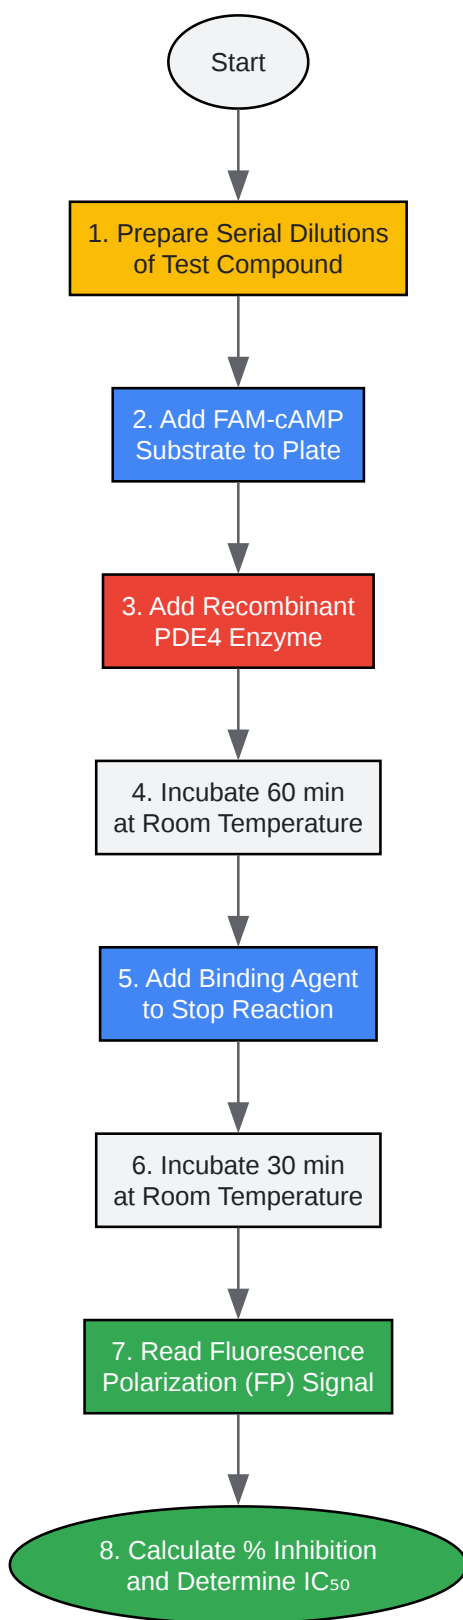 Start
1. Prepare Serial Dilutions
of Test Compound
2. Add FAM-cAMP
Substrate to Plate
3. Add Recombinant
PDE4 Enzyme
4. Incubate 60 min
at Room Temperature
5. Add Binding Agent
to Stop Reaction
6. Incubate 30 min
at Room Temperature
7. Read Fluorescence
Polarization (FP) Signal
8. Calculate % Inhibition
and Determine IC₅₀